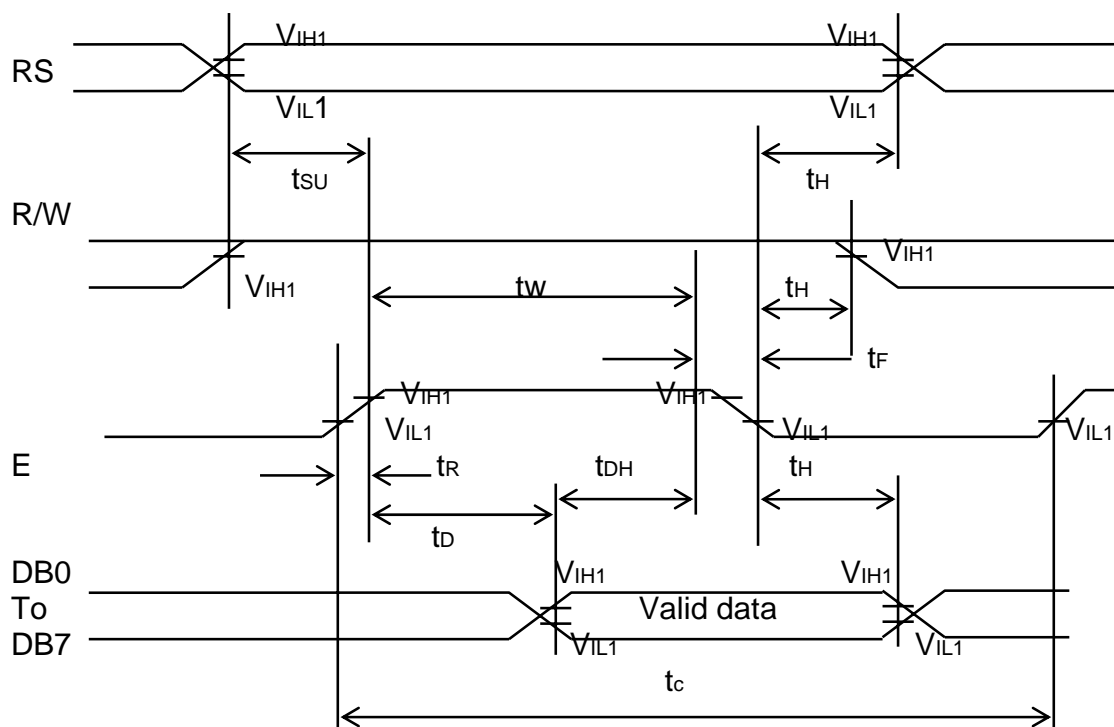 VIH1 VIH1
RS
VIL1 VIL1
tSU tH
R/W
VIH1 VIH1
tW tH
tF
VIH1 VIH1
VIL1 VIL1 VIL1
E tR tDH tH
tD
DB0 VIH1 VIH1
To Valid data
DB7 VIL1 VIL1
tC